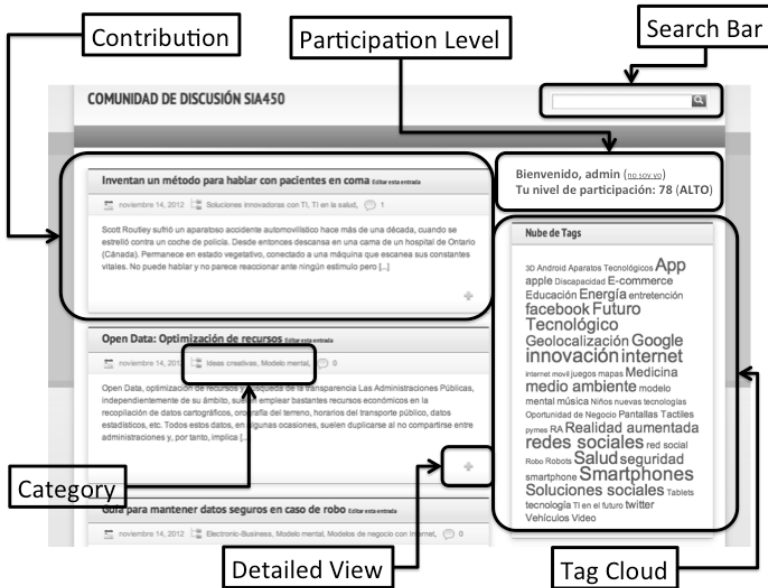 Contribution
Participation Level
Search Bar
COMUNIDAD DE DISCUSIÓN SIA450
Inventan un método para hablar con pacientes en coma Editar esta entrada
noviembre 14, 2012 Soluciones innovadoras con TI, TI en la salud, 1
Scott Routley sufrió un aparatoso accidente automovilístico hace más de una década, cuando se
estrelló contra un coche de policía. Desde entonces descansa en una cama de un hospital de Ontario
(Cánada). Permanece en estado vegetativo, conectado a una máquina que escanea sus constantes
vitales. No puede hablar y no parece reaccionar ante ningún estimulo pero [...]
Bienvenido, admin (no soy yo)
Tu nivel de participación: 78 (ALTO)
Nube de Tags
3D Android Aparatos Tecnológicos App
apple Discapacidad E-commerce
Educación Energía entretención
facebook Futuro
Tecnológico
Geolocalización Google
innovación internet
internet movil juegos mapas Medicina
medio ambiente modelo
mental música Niños nuevas tecnologías
Oportunidad de Negocio Pantallas Tactiles
pymes RA Realidad aumentada
redes sociales red social
Robo Robots Salud seguridad
smartphone Smartphones
Soluciones sociales Tablets
tecnología TI en el futuro twitter
Vehículos Video
Open Data: Optimización de recursos Editar esta entrada
noviembre 14, 2012 Ideas creativas, Modelo mental, 0
Open Data, optimización de recursos y búsqueda de la transparencia Las Administraciones Públicas,
independientemente de su ámbito, suelen emplear bastantes recursos económicos en la
recopilación de datos cartográficos, orografía del terreno, horarios del transporte público, datos
estadísticos, etc. Todos estos datos, en algunas ocasiones, suelen duplicarse al no compartirse entre
administraciones y, por tanto, implica [...]
Category
Guía para mantener datos seguros en caso de robo Editar esta entrada
noviembre 14, 2012 Electronic-Business, Modelo mental, Modelos de negocio con Internet, 0
Detailed View
Tag Cloud